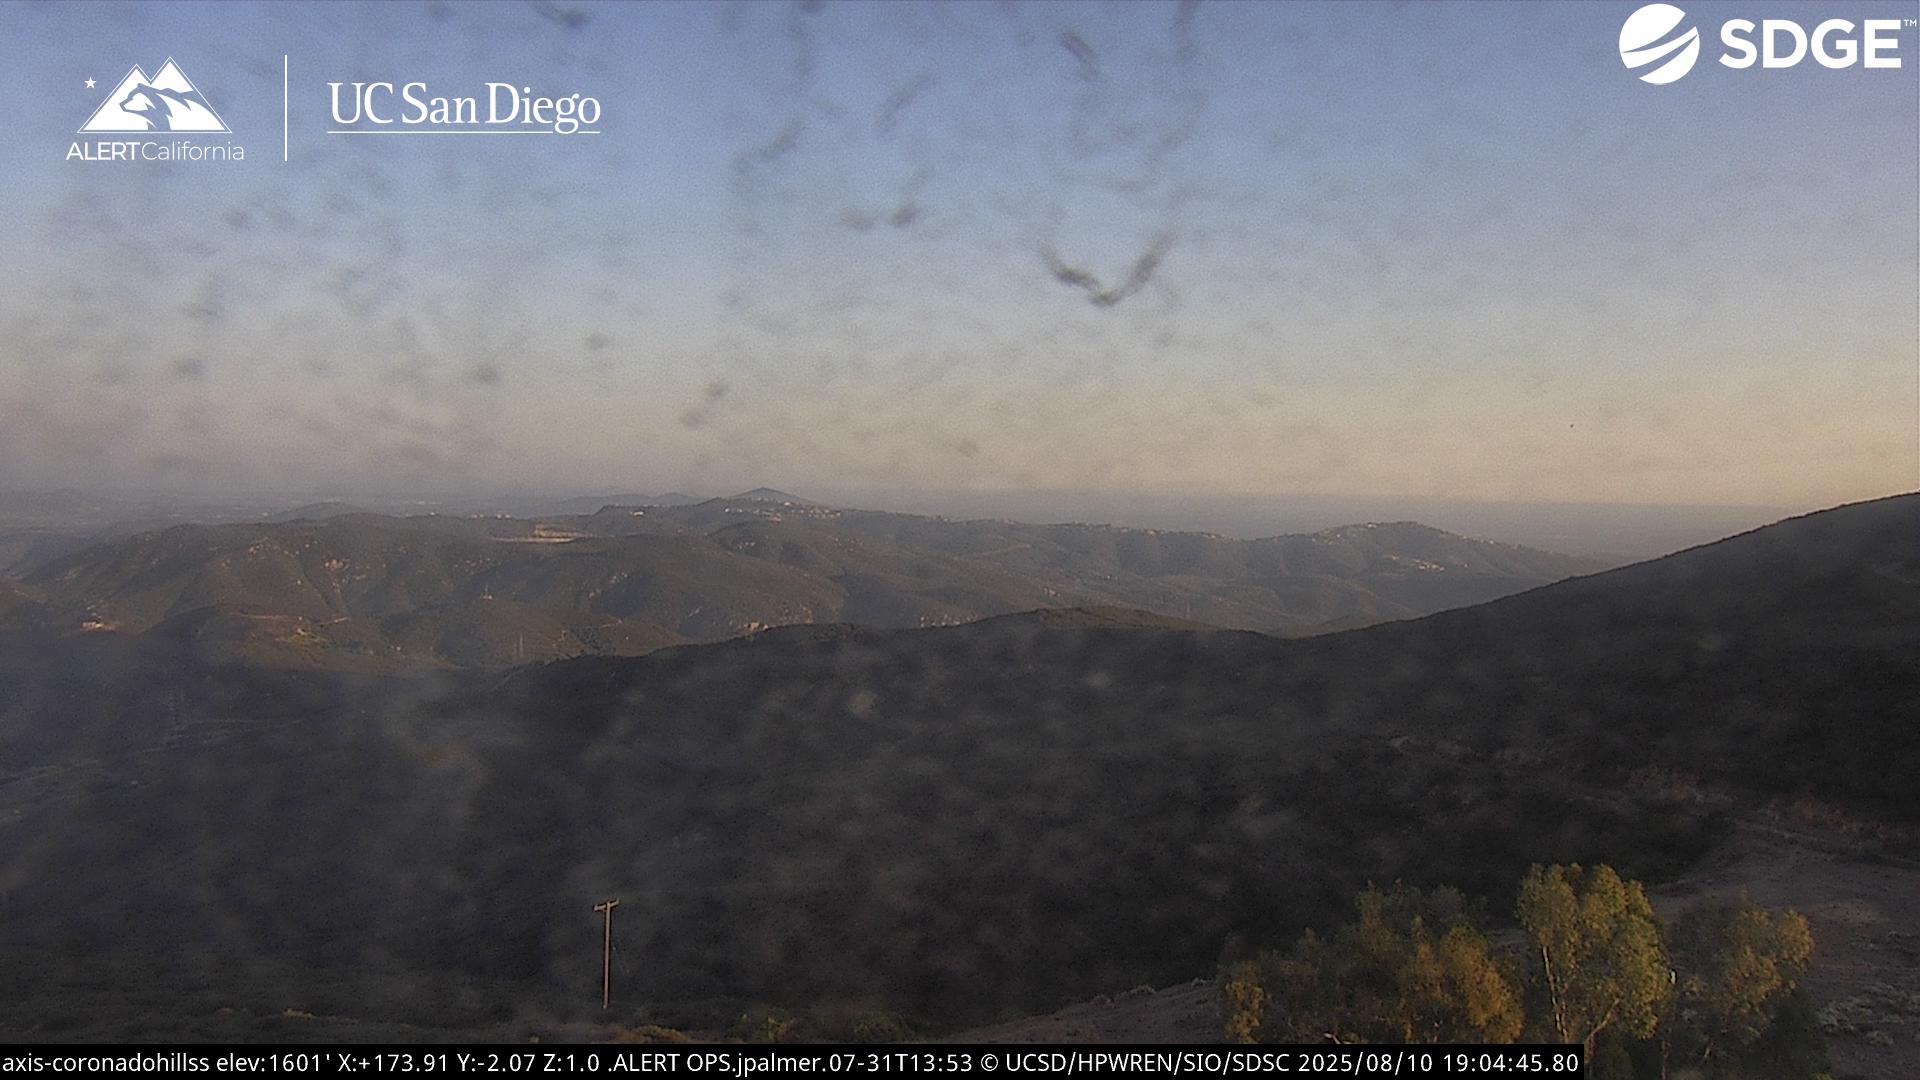 ALERTCalifornia
UC San Diego
SDGE™
axis-coronadohillss elev:1601' X:+173.91 Y:-2.07 Z:1.0 .ALERT OPS.jpalmer.07-31T13:53 © UCSD/HPWREN/SIO/SDSC 2025/08/10 19:04:45.80